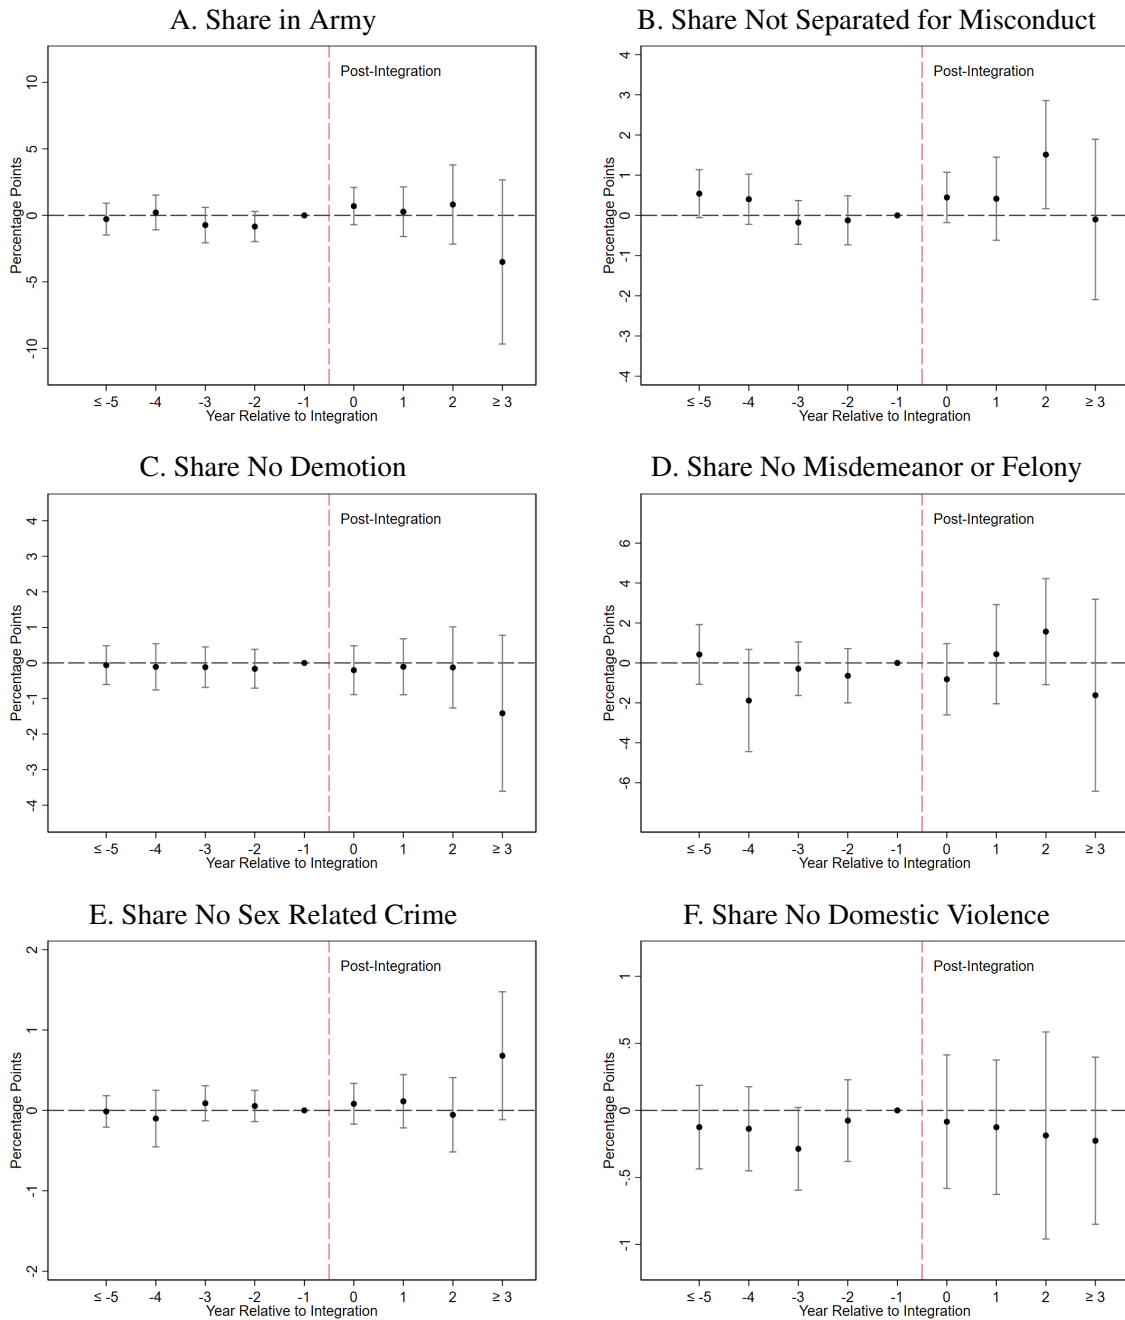 A. Share in Army
Post-Integration
Percentage Points
10
5
0
-5
-10
≤ -5 -4 -3 -2 -1 0 1 2 ≥ 3
Year Relative to Integration
B. Share Not Separated for Misconduct
Post-Integration
Percentage Points
4
3
2
1
0
-1
-2
-3
-4
≤ -5 -4 -3 -2 -1 0 1 2 ≥ 3
Year Relative to Integration
C. Share No Demotion
Post-Integration
Percentage Points
4
3
2
1
0
-1
-2
-3
-4
≤ -5 -4 -3 -2 -1 0 1 2 ≥ 3
Year Relative to Integration
D. Share No Misdemeanor or Felony
Post-Integration
Percentage Points
6
4
2
0
-2
-4
-6
≤ -5 -4 -3 -2 -1 0 1 2 ≥ 3
Year Relative to Integration
E. Share No Sex Related Crime
Post-Integration
Percentage Points
2
1
0
-1
-2
≤ -5 -4 -3 -2 -1 0 1 2 ≥ 3
Year Relative to Integration
F. Share No Domestic Violence
Post-Integration
Percentage Points
1
.5
0
-.5
-1
≤ -5 -4 -3 -2 -1 0 1 2 ≥ 3
Year Relative to Integration